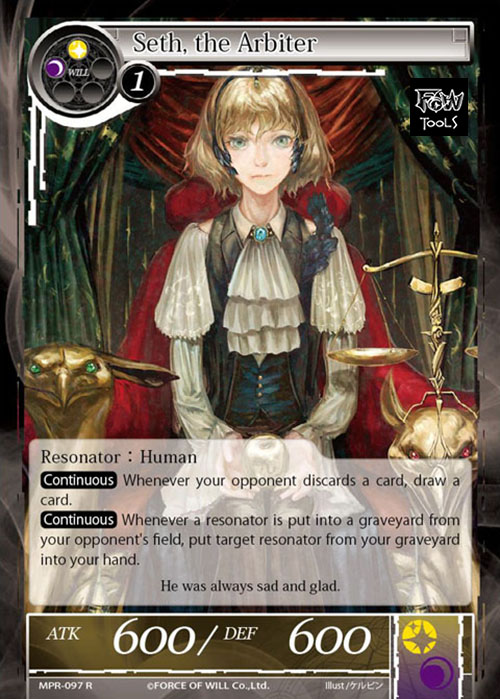 Seth, the Arbiter
WILL
1
FOW
TOOLS
Resonator : Human
Continuous Whenever your opponent discards a card, draw a
card.
Continuous Whenever a resonator is put into a graveyard from
your opponent's field, put target resonator from your graveyard
into your hand.
He was always sad and glad.
ATK 600 / DEF 600
MPR-097 R ©FORCE OF WILL Co.,Ltd. Illust/ケルビン